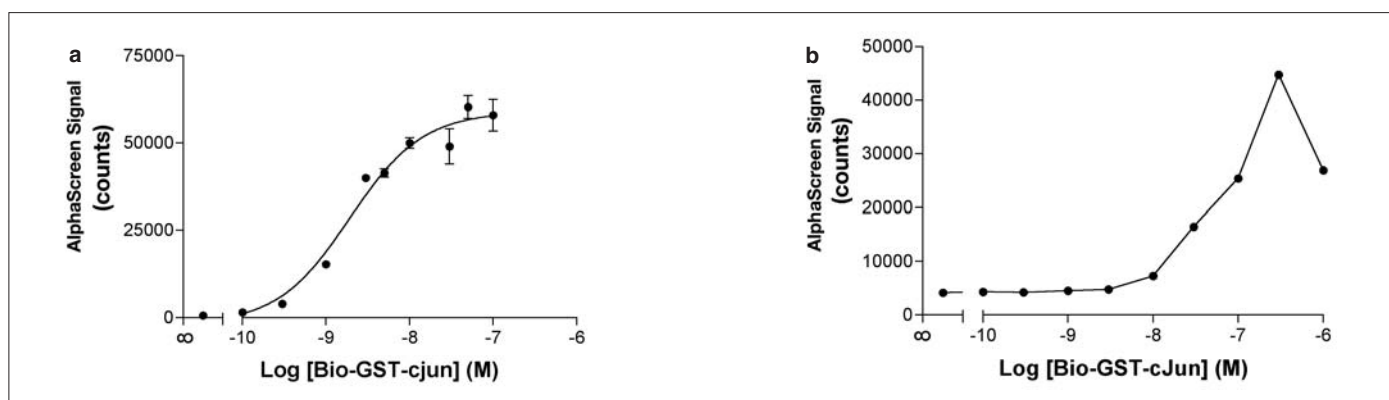 a
AlphaScreen Signal
(counts)
75000
50000
25000
0
∞
-10
-9
-8
-7
-6
Log [Bio-GST-cjun] (M)
b
AlphaScreen Signal
(counts)
50000
40000
30000
20000
10000
0
∞
-10
-9
-8
-7
-6
Log [Bio-GST-cJun] (M)